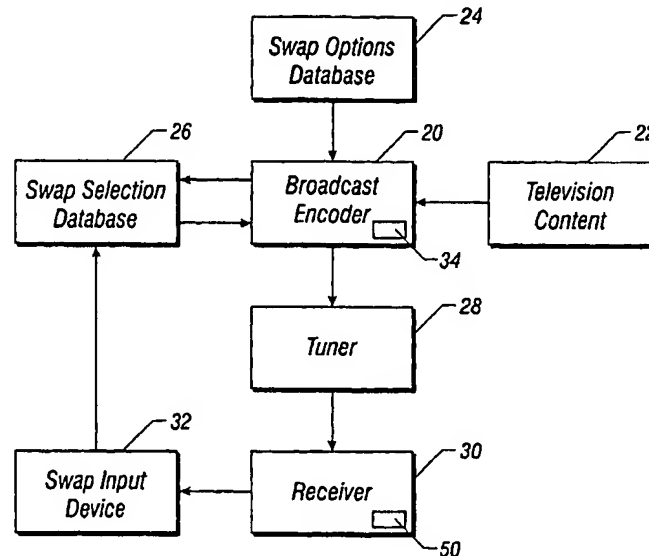 24
Swap Options
Database
26
20
22
Swap Selection
Database
Broadcast
Encoder
Television
Content
34
28
Tuner
32
30
Swap Input
Device
Receiver
50